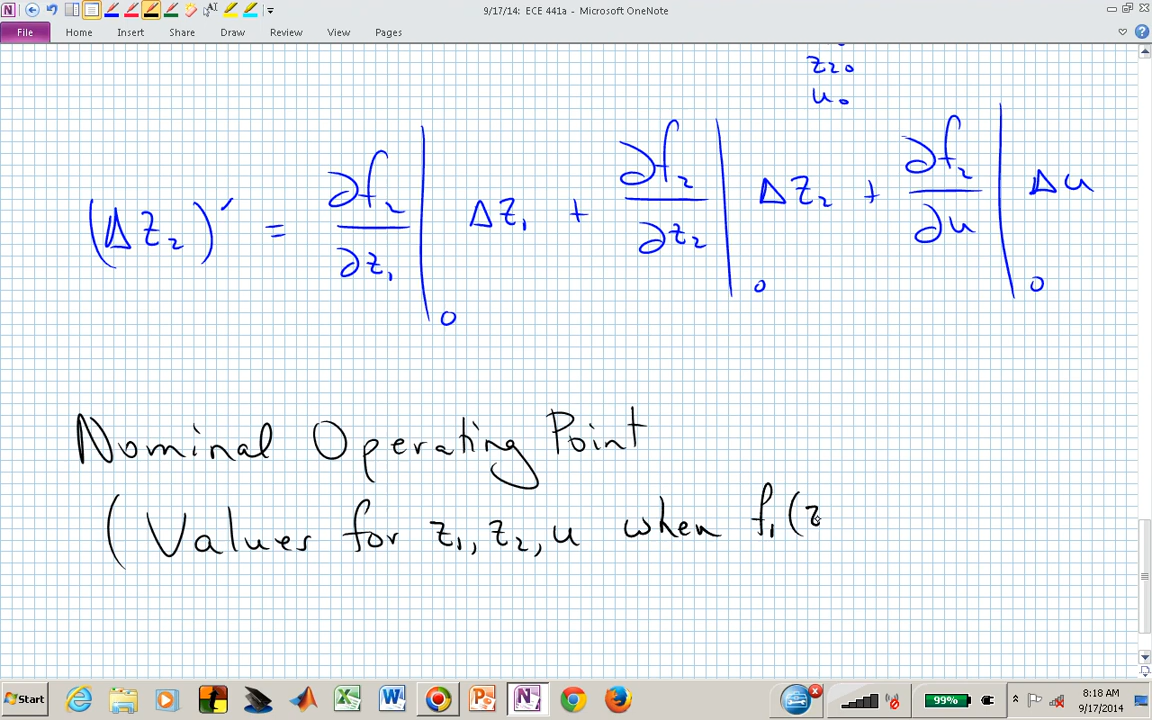 9/17/14: ECE 441a - Microsoft OneNote
File Home Insert Share Draw Review View Pages
z₂₀
u₀
(Δz₂)′ = ∂f₂/∂z₁ |₀ Δz₁ + ∂f₂/∂z₂ |₀ Δz₂ + ∂f₂/∂u |₀ Δu
Nominal Operating Point
(Values for z₁, z₂, u when f₁(z
Start
99%
8:18 AM
9/17/2014